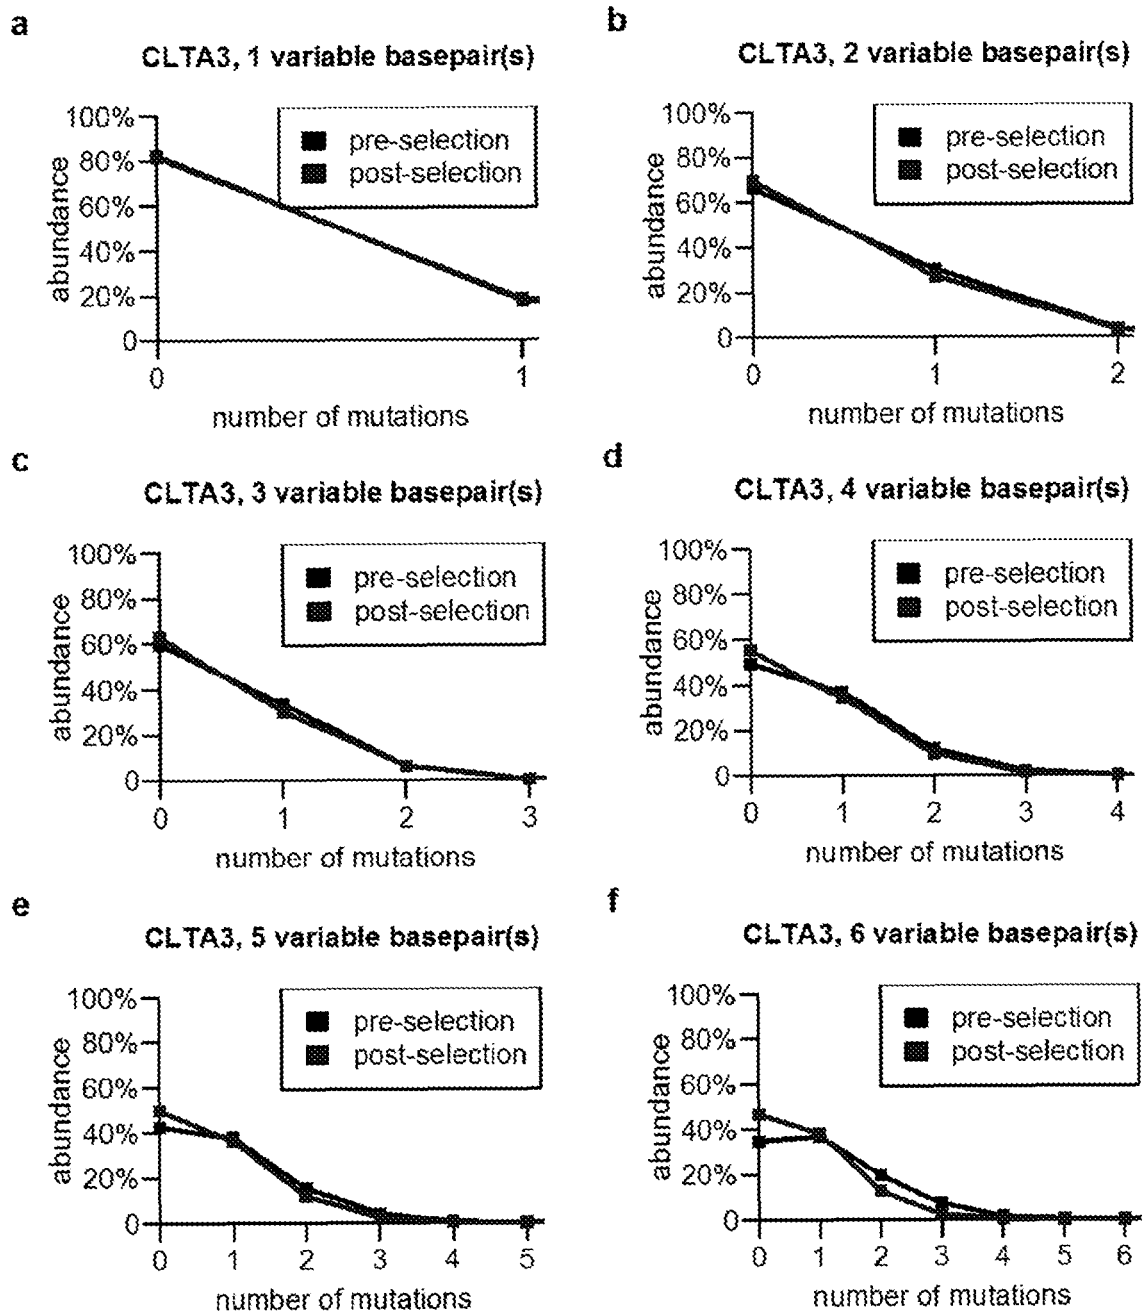 a
CLTA3, 1 variable basepair(s)
100%
80%
60%
40%
20%
0
abundance
pre-selection
post-selection
0 1
number of mutations
b
CLTA3, 2 variable basepair(s)
100%
80%
60%
40%
20%
0
abundance
pre-selection
post-selection
0 1 2
number of mutations
c
CLTA3, 3 variable basepair(s)
100%
80%
60%
40%
20%
0
abundance
pre-selection
post-selection
0 1 2 3
number of mutations
d
CLTA3, 4 variable basepair(s)
100%
80%
60%
40%
20%
0
abundance
pre-selection
post-selection
0 1 2 3 4
number of mutations
e
CLTA3, 5 variable basepair(s)
100%
80%
60%
40%
20%
0
abundance
pre-selection
post-selection
0 1 2 3 4 5
number of mutations
f
CLTA3, 6 variable basepair(s)
100%
80%
60%
40%
20%
0
abundance
pre-selection
post-selection
0 1 2 3 4 5 6
number of mutations